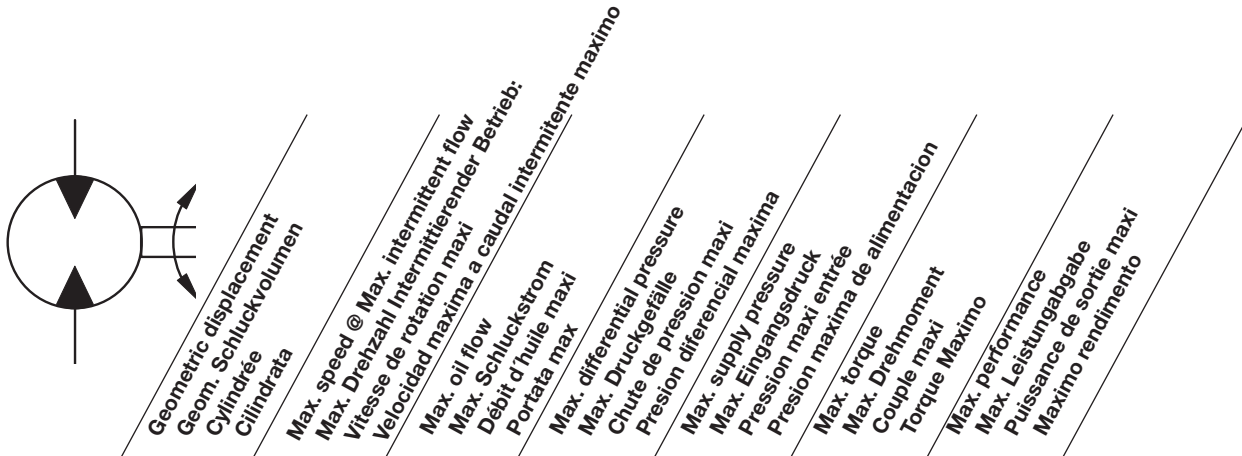 Geometric displacement
Geom. Schluckvolumen
Cylindrée
Cilindrata
Max. speed @ Max. intermittent flow
Max. Drehzahl Intermittierender Betrieb:
Vitesse de rotation maxi
Velocidad maxima a caudal intermitente maximo
Max. oil flow
Max. Schluckstrom
Débit d´huile maxi
Portata max
Max. differential pressure
Max. Druckgefälle
Chute de pression maxi
Presion diferencial maxima
Max. supply pressure
Max. Eingangsdruck
Pression maxi entrée
Presion maxima de alimentacion
Max. torque
Max. Drehmoment
Couple maxi
Torque Maximo
Max. performance
Max. Leistungabgabe
Puissance de sortie maxi
Maximo rendimento